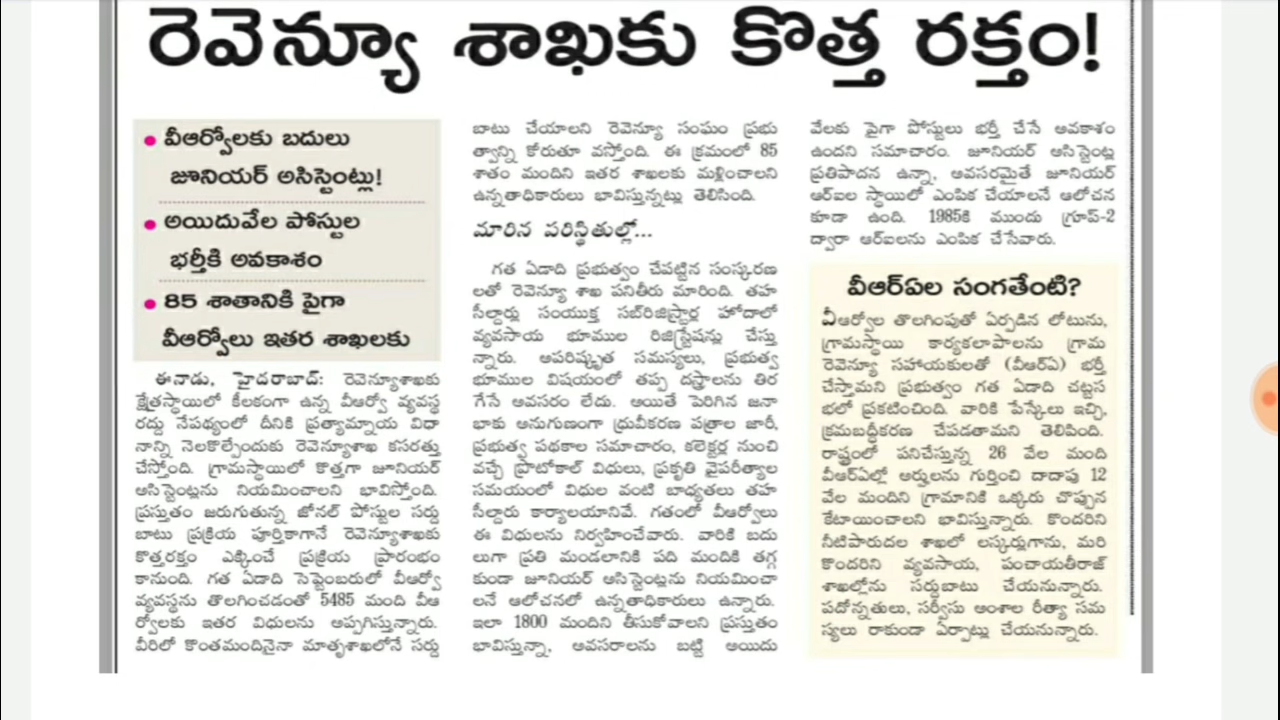 రెవెన్యూ శాఖకు కొత్త రక్తం!
• వీఆర్వోలకు బదులు
జూనియర్ అసిస్టెంట్లు!
• అయిదువేల పోస్టుల
భర్తీకి అవకాశం
• 85 శాతానికి పైగా
వీఆర్వోలు ఇతర శాఖలకు
ఈనాడు, హైదరాబాద్: రెవెన్యూశాఖకు
క్షేత్రస్థాయిలో కీలకంగా ఉన్న వీఆర్వో వ్యవస్థ
రద్దు నేపథ్యంలో దీనికి ప్రత్యామ్నాయ విధా
నాన్ని నెలకొల్పేందుకు రెవెన్యూశాఖ కసరత్తు
చేస్తోంది. గ్రామస్థాయిలో కొత్తగా జూనియర్
అసిస్టెంట్లను నియమించాలని భావిస్తోంది.
ప్రస్తుతం జరుగుతున్న జోనల్ పోస్టుల సర్దు
బాటు ప్రక్రియ పూర్తికాగానే రెవెన్యూశాఖకు
కొత్తరక్తం ఎక్కించే ప్రక్రియ ప్రారంభం
కానుంది. గత ఏడాది సెప్టెంబరులో వీఆర్వో
వ్యవస్థను తొలగించడంతో 5485 మంది వీఆ
ర్వోలకు ఇతర విధులను అప్పగిస్తున్నారు.
వీరిలో కొంతమందినైనా మాతృశాఖలోనే సర్దు
బాటు చేయాలని రెవెన్యూ సంఘం ప్రభు
త్వాన్ని కోరుతూ వస్తోంది. ఈ క్రమంలో 85
శాతం మందిని ఇతర శాఖలకు మళ్లించాలని
ఉన్నతాధికారులు భావిస్తున్నట్లు తెలిసింది.
మారిన పరిస్థితుల్లో...
గత ఏడాది ప్రభుత్వం చేపట్టిన సంస్కరణ
లతో రెవెన్యూ శాఖ పనితీరు మారింది. తహ
సీల్దార్లు సంయుక్త సబ్‌రిజిస్ట్రార్ల హోదాలో
వ్యవసాయ భూముల రిజిస్ట్రేషన్లు చేస్తు
న్నారు. అపరిష్కృత సమస్యలు, ప్రభుత్వ
భూముల విషయంలో తప్ప దస్త్రాలను తిర
గేసే అవసరం లేదు. అయితే పెరిగిన జనా
భాకు అనుగుణంగా ధ్రువీకరణ పత్రాల జారీ,
ప్రభుత్వ పథకాల సమాచారం, కలెక్టర్ల నుంచి
వచ్చే ప్రొటోకాల్ విధులు, ప్రకృతి వైపరీత్యాల
సమయంలో విధుల వంటి బాధ్యతలు తహ
సీల్దారు కార్యాలయానివే. గతంలో వీఆర్వోలు
ఈ విధులను నిర్వహించేవారు. వారికి బదు
లుగా ప్రతి మండలానికి పది మందికి తగ్గ
కుండా జూనియర్ అసిస్టెంట్లను నియమించా
లనే ఆలోచనలో ఉన్నతాధికారులు ఉన్నారు.
ఇలా 1800 మందిని తీసుకోవాలని ప్రస్తుతం
భావిస్తున్నా, అవసరాలను బట్టి అయిదు
వేలకు పైగా పోస్టులు భర్తీ చేసే అవకాశం
ఉందని సమాచారం. జూనియర్ అసిస్టెంట్ల
ప్రతిపాదన ఉన్నా, అవసరమైతే జూనియర్
ఆర్ఐల స్థాయిలో ఎంపిక చేయాలనే ఆలోచన
కూడా ఉంది. 1985కి ముందు గ్రూప్-2
ద్వారా ఆర్ఐలను ఎంపిక చేసేవారు.
వీఆర్ఏల సంగతేంటి?
వీఆర్వోల తొలగింపుతో ఏర్పడిన లోటును,
గ్రామస్థాయి కార్యకలాపాలను గ్రామ
రెవెన్యూ సహాయకులతో (వీఆర్ఏ) భర్తీ
చేస్తామని ప్రభుత్వం గత ఏడాది చట్టస
భలో ప్రకటించింది. వారికి పేస్కేలు ఇచ్చి,
క్రమబద్ధీకరణ చేపడతామని తెలిపింది.
రాష్ట్రంలో పనిచేస్తున్న 26 వేల మంది
వీఆర్ఏల్లో అర్హులను గుర్తించి దాదాపు 12
వేల మందిని గ్రామానికి ఒక్కరు చొప్పున
కేటాయించాలని భావిస్తున్నారు. కొందరిని
నీటిపారుదల శాఖలో లస్కర్లుగాను, మరి
కొందరిని వ్యవసాయ, పంచాయతీరాజ్
శాఖల్లోను సర్దుబాటు చేయనున్నారు.
పదోన్నతులు, సర్వీసు అంశాల రీత్యా సమ
స్యలు రాకుండా ఏర్పాట్లు చేయనున్నారు.